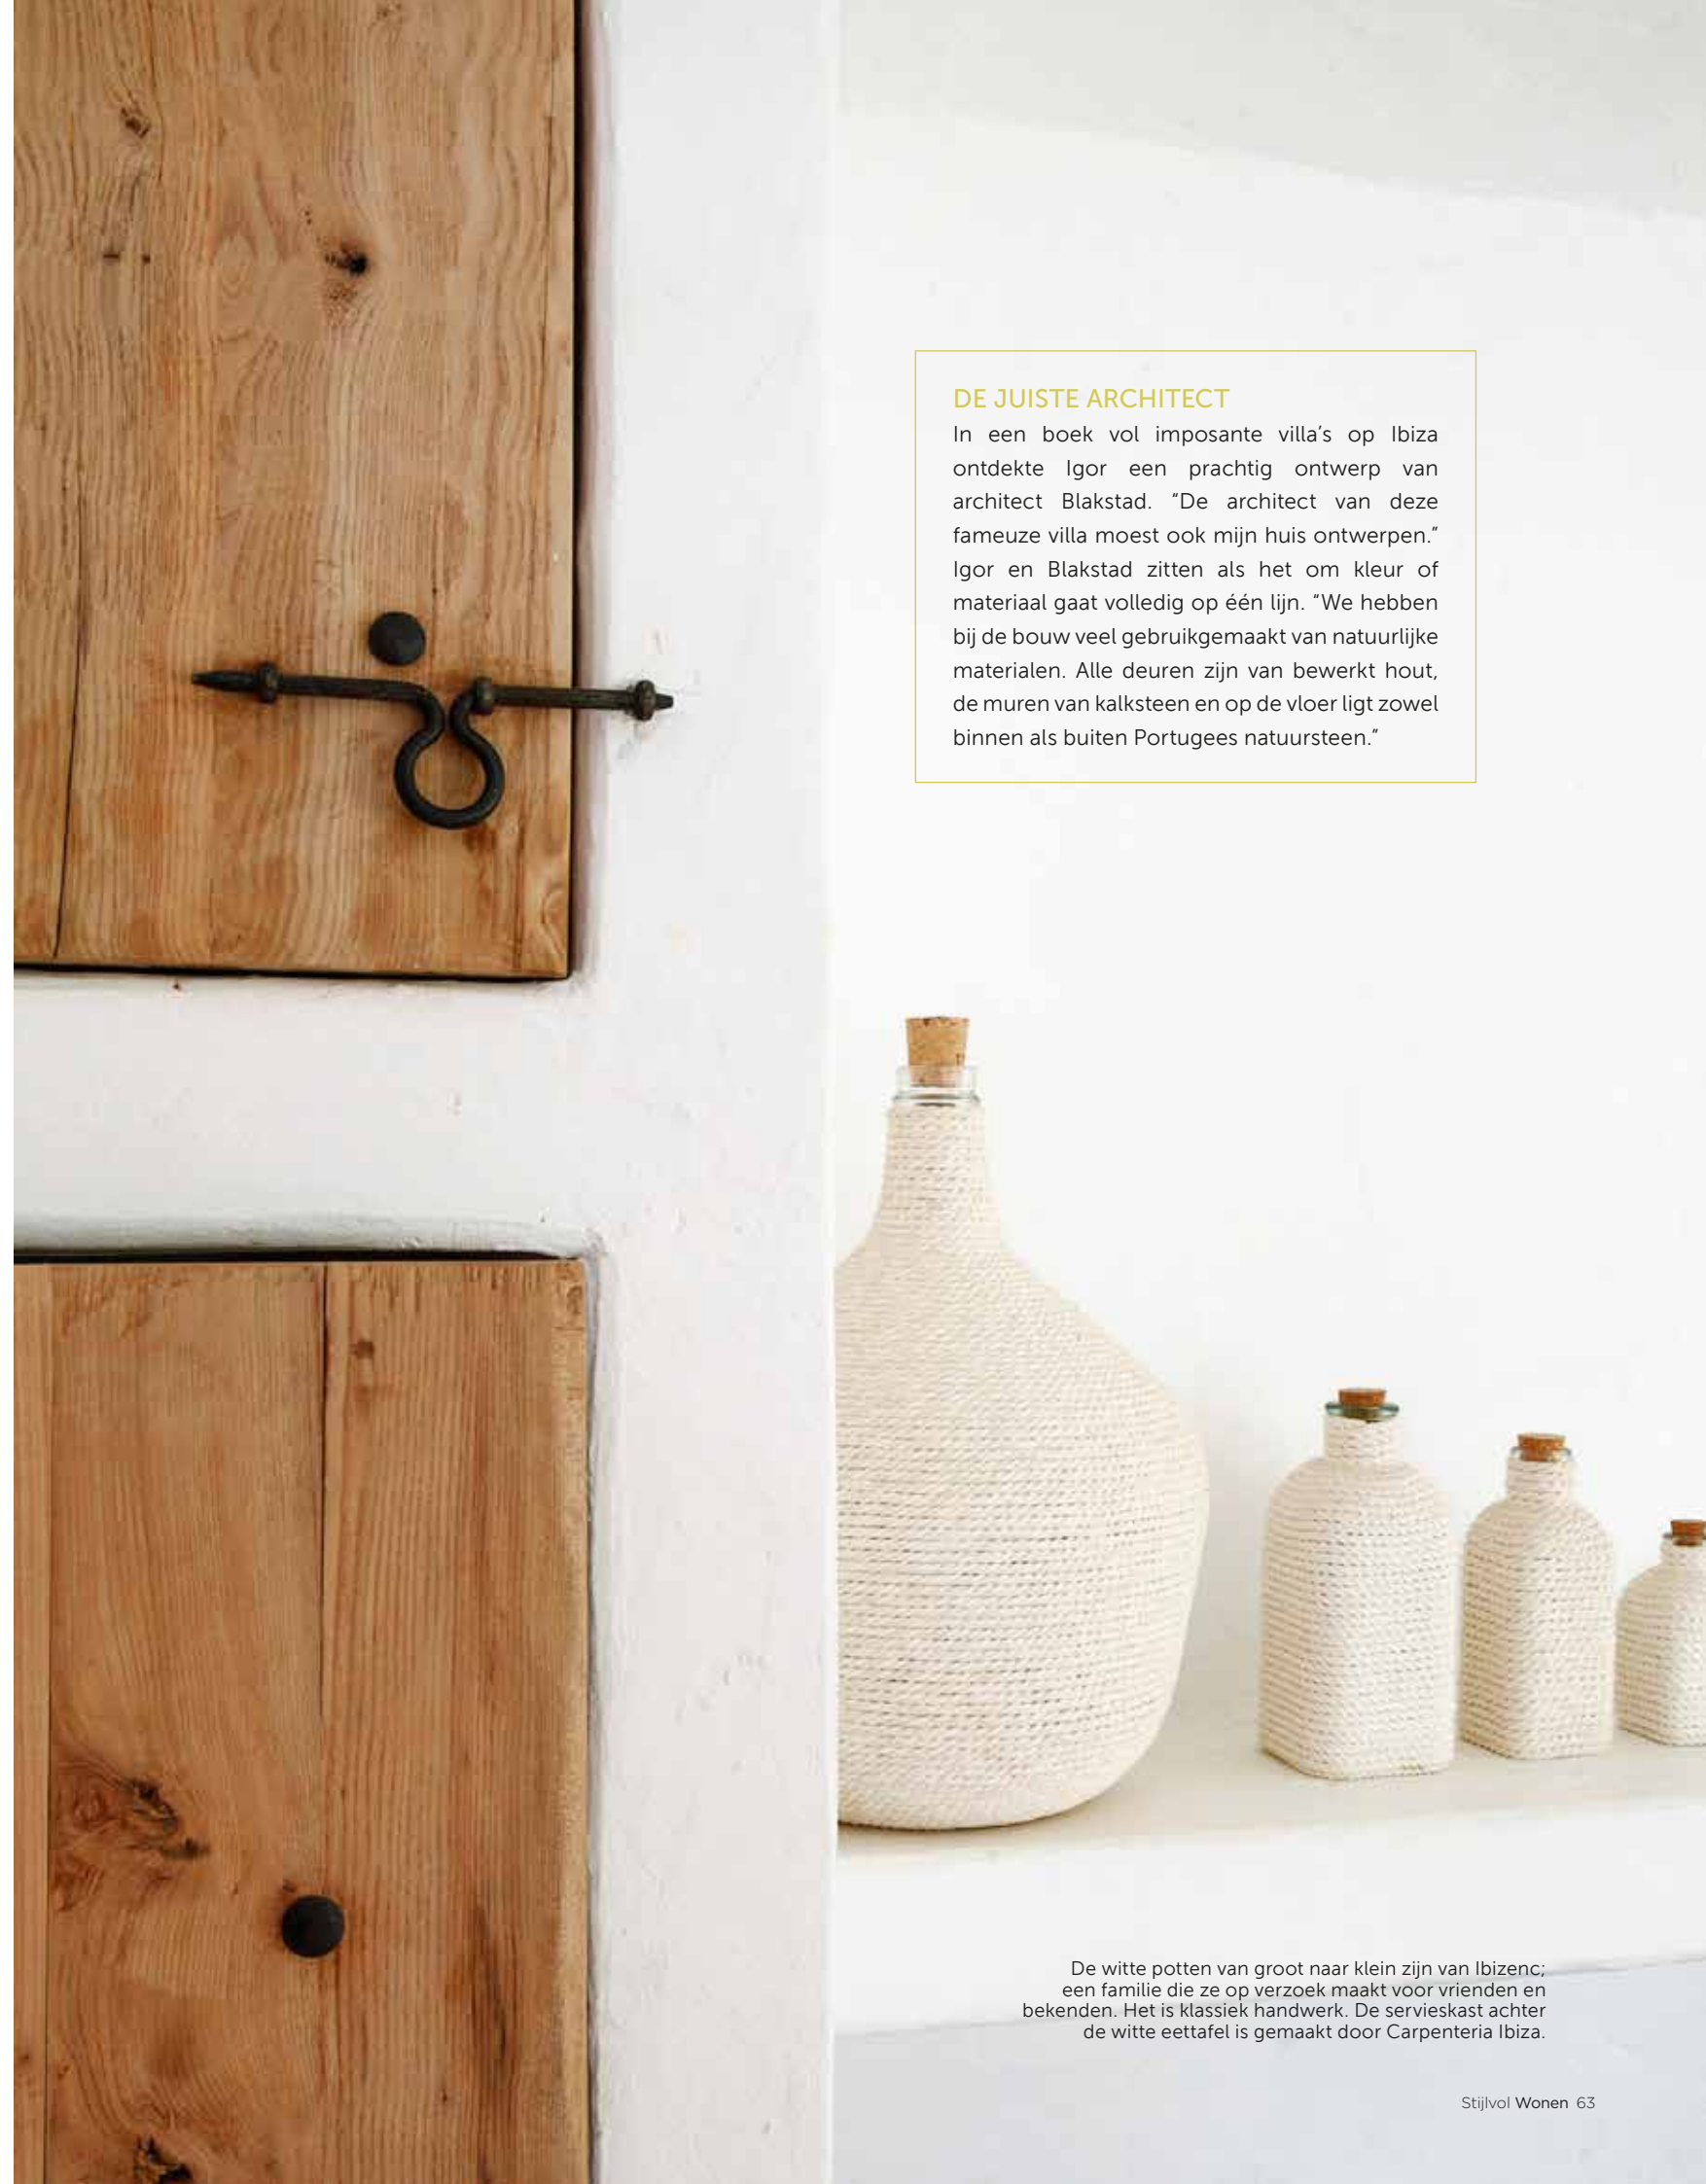 DE JUISTE ARCHITECT
In een boek vol imposante villa’s op Ibiza
ontdekte Igor een prachtig ontwerp van
architect Blakstad. “De architect van deze
fameuze villa moest ook mijn huis ontwerpen.”
Igor en Blakstad zitten als het om kleur of
materiaal gaat volledig op één lijn. “We hebben
bij de bouw veel gebruikgemaakt van natuurlijke
materialen. Alle deuren zijn van bewerkt hout,
de muren van kalksteen en op de vloer ligt zowel
binnen als buiten Portugees natuursteen.”
De witte potten van groot naar klein zijn van Ibizenc;
een familie die ze op verzoek maakt voor vrienden en
bekenden. Het is klassiek handwerk. De servieskast achter
de witte eettafel is gemaakt door Carpenteria Ibiza.
Stijlvol Wonen 63